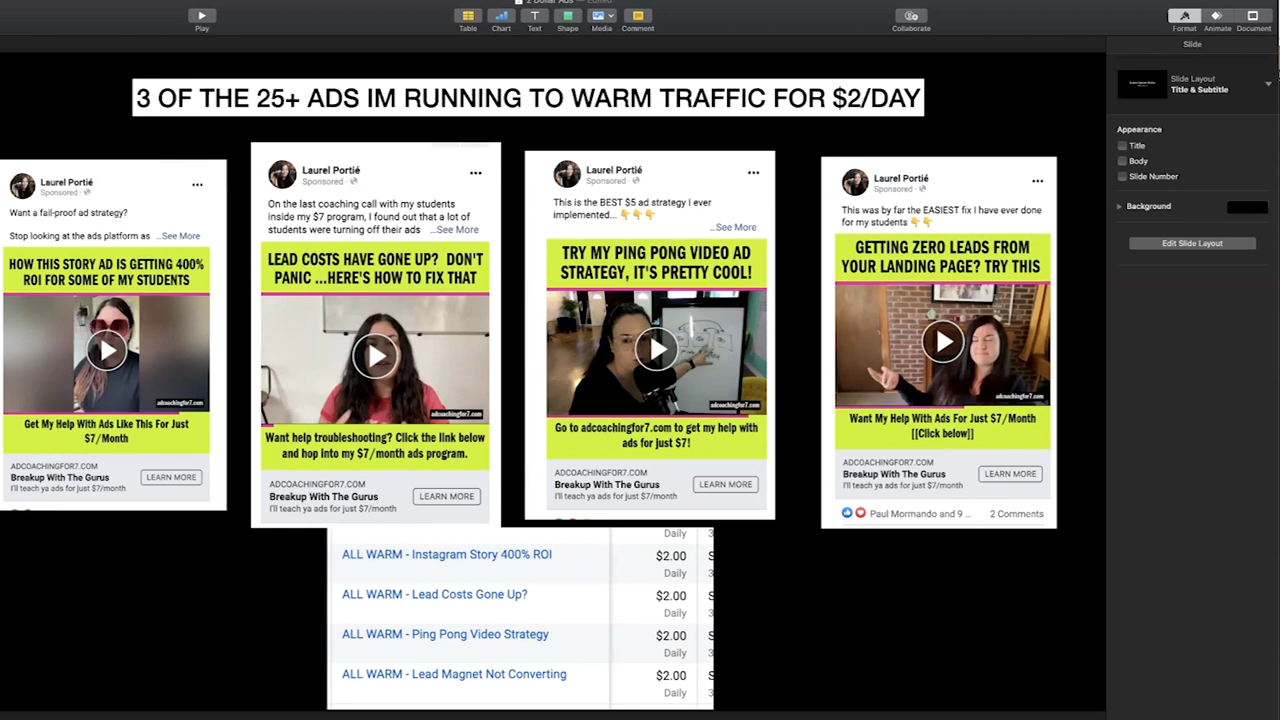 2 Dollar Ads — Edited
Play
Table
Chart
Text
Shape
Media
Comment
Collaborate
Format
Animate
Document
Slide
Slide Layout
Title & Subtitle
Appearance
Title
Body
Slide Number
Background
Edit Slide Layout
3 OF THE 25+ ADS IM RUNNING TO WARM TRAFFIC FOR $2/DAY
Laurel Portié
Sponsored
Want a fail-proof ad strategy?
Stop looking at the ads platform as ...See More
HOW THIS STORY AD IS GETTING 400%
ROI FOR SOME OF MY STUDENTS
adcoachingfor7.com
Get My Help With Ads Like This For Just
$7/Month
ADCOACHINGFOR7.COM
Breakup With The Gurus
I'll teach ya ads for just $7/month
LEARN MORE
Laurel Portié
Sponsored
On the last coaching call with my students
inside my $7 program, I found out that a lot of
students were turning off their ads ...See More
LEAD COSTS HAVE GONE UP? DON'T
PANIC ...HERE'S HOW TO FIX THAT
adcoachingfor7.com
Want help troubleshooting? Click the link below
and hop into my $7/month ads program.
ADCOACHINGFOR7.COM
Breakup With The Gurus
I'll teach ya ads for just $7/month
LEARN MORE
Laurel Portié
Sponsored
This is the BEST $5 ad strategy I ever
implemented... 👇👇👇
...See More
TRY MY PING PONG VIDEO AD
STRATEGY, IT'S PRETTY COOL!
adcoachingfor7.com
Go to adcoachingfor7.com to get my help with
ads for just $7!
ADCOACHINGFOR7.COM
Breakup With The Gurus
I'll teach ya ads for just $7/month
LEARN MORE
Laurel Portié
Sponsored
This was by far the EASIEST fix I have ever done
for my students 👇👇
GETTING ZERO LEADS FROM
YOUR LANDING PAGE? TRY THIS
adcoachingfor7.com
Want My Help With Ads For Just $7/Month
[[Click below]]
ADCOACHINGFOR7.COM
Breakup With The Gurus
I'll teach ya ads for just $7/month
LEARN MORE
Paul Mormando and 9 ... 2 Comments
Daily
ALL WARM - Instagram Story 400% ROI $2.00
Daily
ALL WARM - Lead Costs Gone Up? $2.00
Daily
ALL WARM - Ping Pong Video Strategy $2.00
Daily
ALL WARM - Lead Magnet Not Converting $2.00
Daily